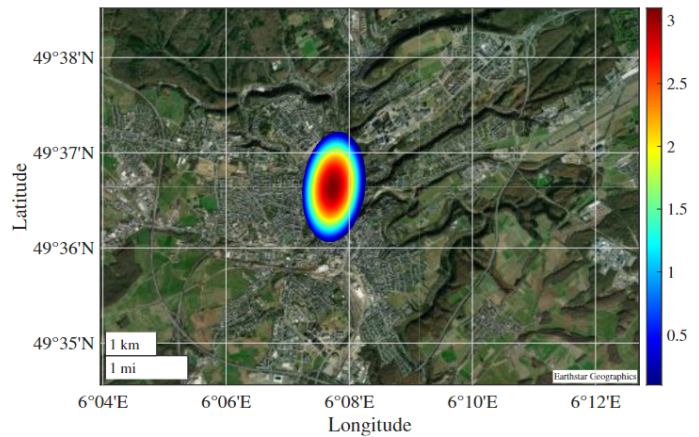 49°38'N
49°37'N
49°36'N
49°35'N
Latitude
1 km
1 mi
Earthstar Geographics
6°04'E 6°06'E 6°08'E 6°10'E 6°12'E
Longitude
3
2.5
2
1.5
1
0.5